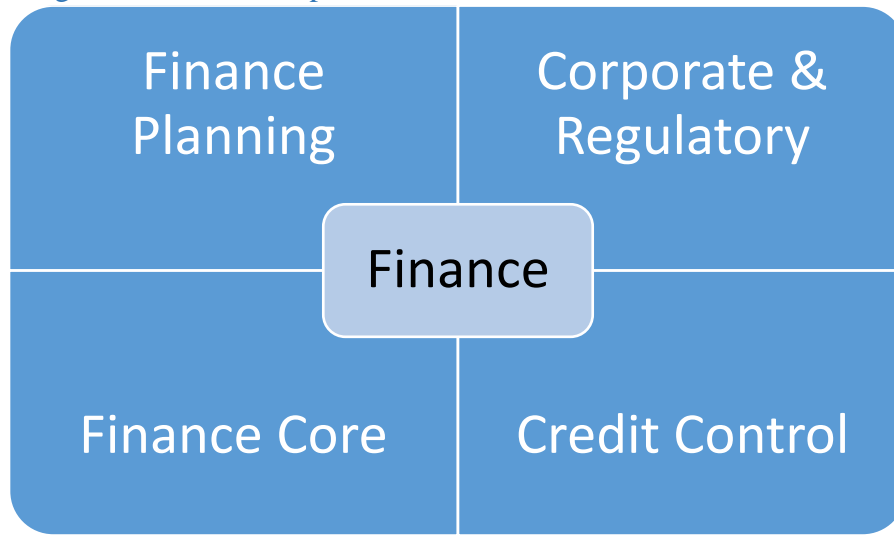 Finance
Planning
Corporate &
Regulatory
Finance
Finance Core
Credit Control